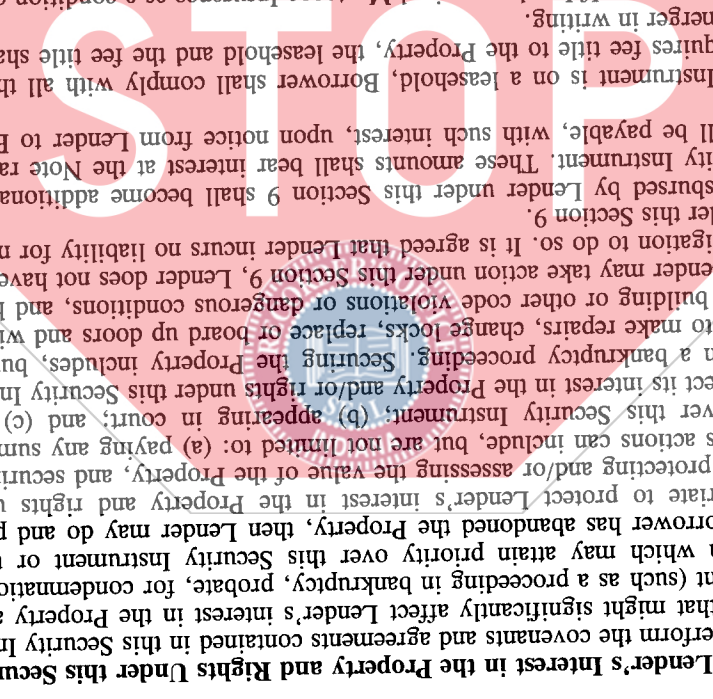 Lender's Interest in the Property and Rights Under this Secu
erform the covenants and agreements contained in this Security In
that might significantly affect Lender's interest in the Property
nt (such as a proceeding in bankruptcy, probate, for condemnatio
which may attain priority over this Security Instrument or
orrower has abandoned the Property, then Lender may do and p
riate to protect Lender's interest in the Property and rights u
protecting and/or assessing the value of the Property, and securi
s actions can include, but are not limited to: (a) paying any sum
ver this Security Instrument; (b) appearing in court; and (c)
ect its interest in the Property and/or rights under this Security In
n a bankruptcy proceeding. Securing the Property includes, bu
to make repairs, change locks, replace or board up doors and wi
building or other code violations or dangerous conditions, and
ender may take action under this Section 9, Lender does not have
igation to do so. It is agreed that Lender incurs no liability for n
der this Section 9.
sbursed by Lender under this Section 9 shall become additiona
ity Instrument. These amounts shall bear interest at the Note ra
ll be payable, with such interest, upon notice from Lender to B
Instrument is on a leasehold, Borrower shall comply with all th
quires fee title to the Property, the leasehold and the fee title sha
nerger in writing.
STOP
SEAL
INDIANA